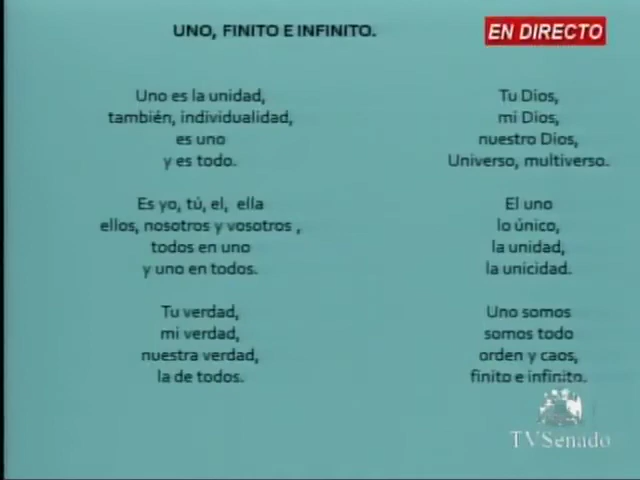 UNO, FINITO E INFINITO.
EN DIRECTO
Uno es la unidad,
también, individualidad,
es uno
y es todo.
Es yo, tú, el, ella
ellos, nosotros y vosotros ,
todos en uno
y uno en todos.
Tu verdad,
mi verdad,
nuestra verdad,
la de todos.
Tu Dios,
mi Dios,
nuestro Dios,
Universo, multiverso.
El uno
lo único,
la unidad,
la unicidad.
Uno somos
somos todo
orden y caos,
finito e infinito.
TVSenado